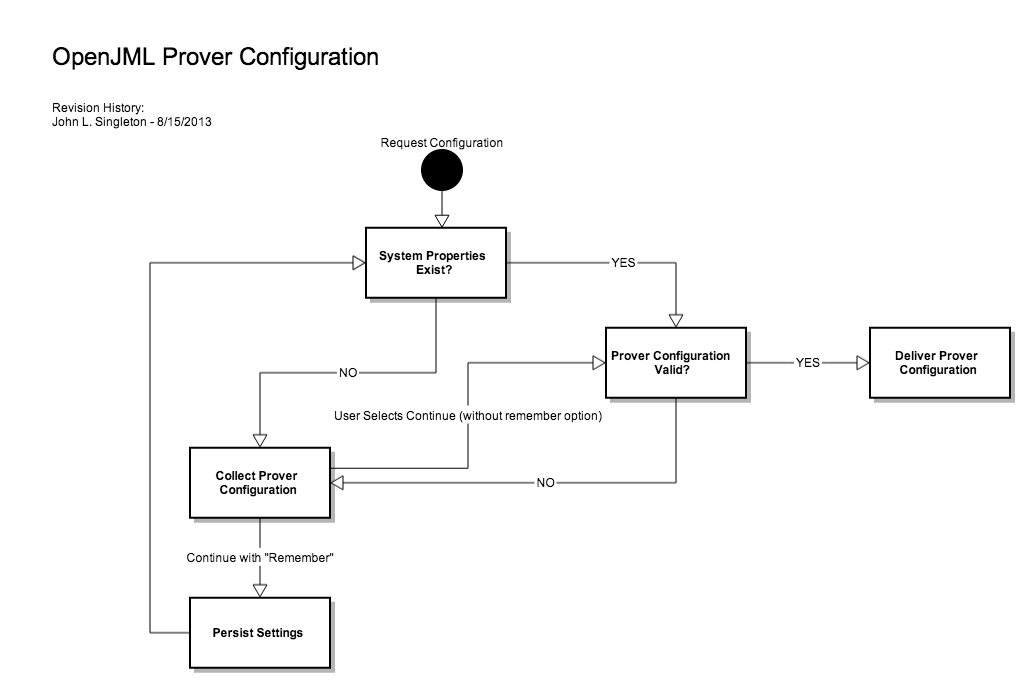 OpenJML Prover Configuration
Revision History:
John L. Singleton - 8/15/2013
Request Configuration
System Properties
Exist?
YES
Prover Configuration
Valid?
YES
Deliver Prover
Configuration
NO
User Selects Continue (without remember option)
Collect Prover
Configuration
NO
Continue with "Remember"
Persist Settings